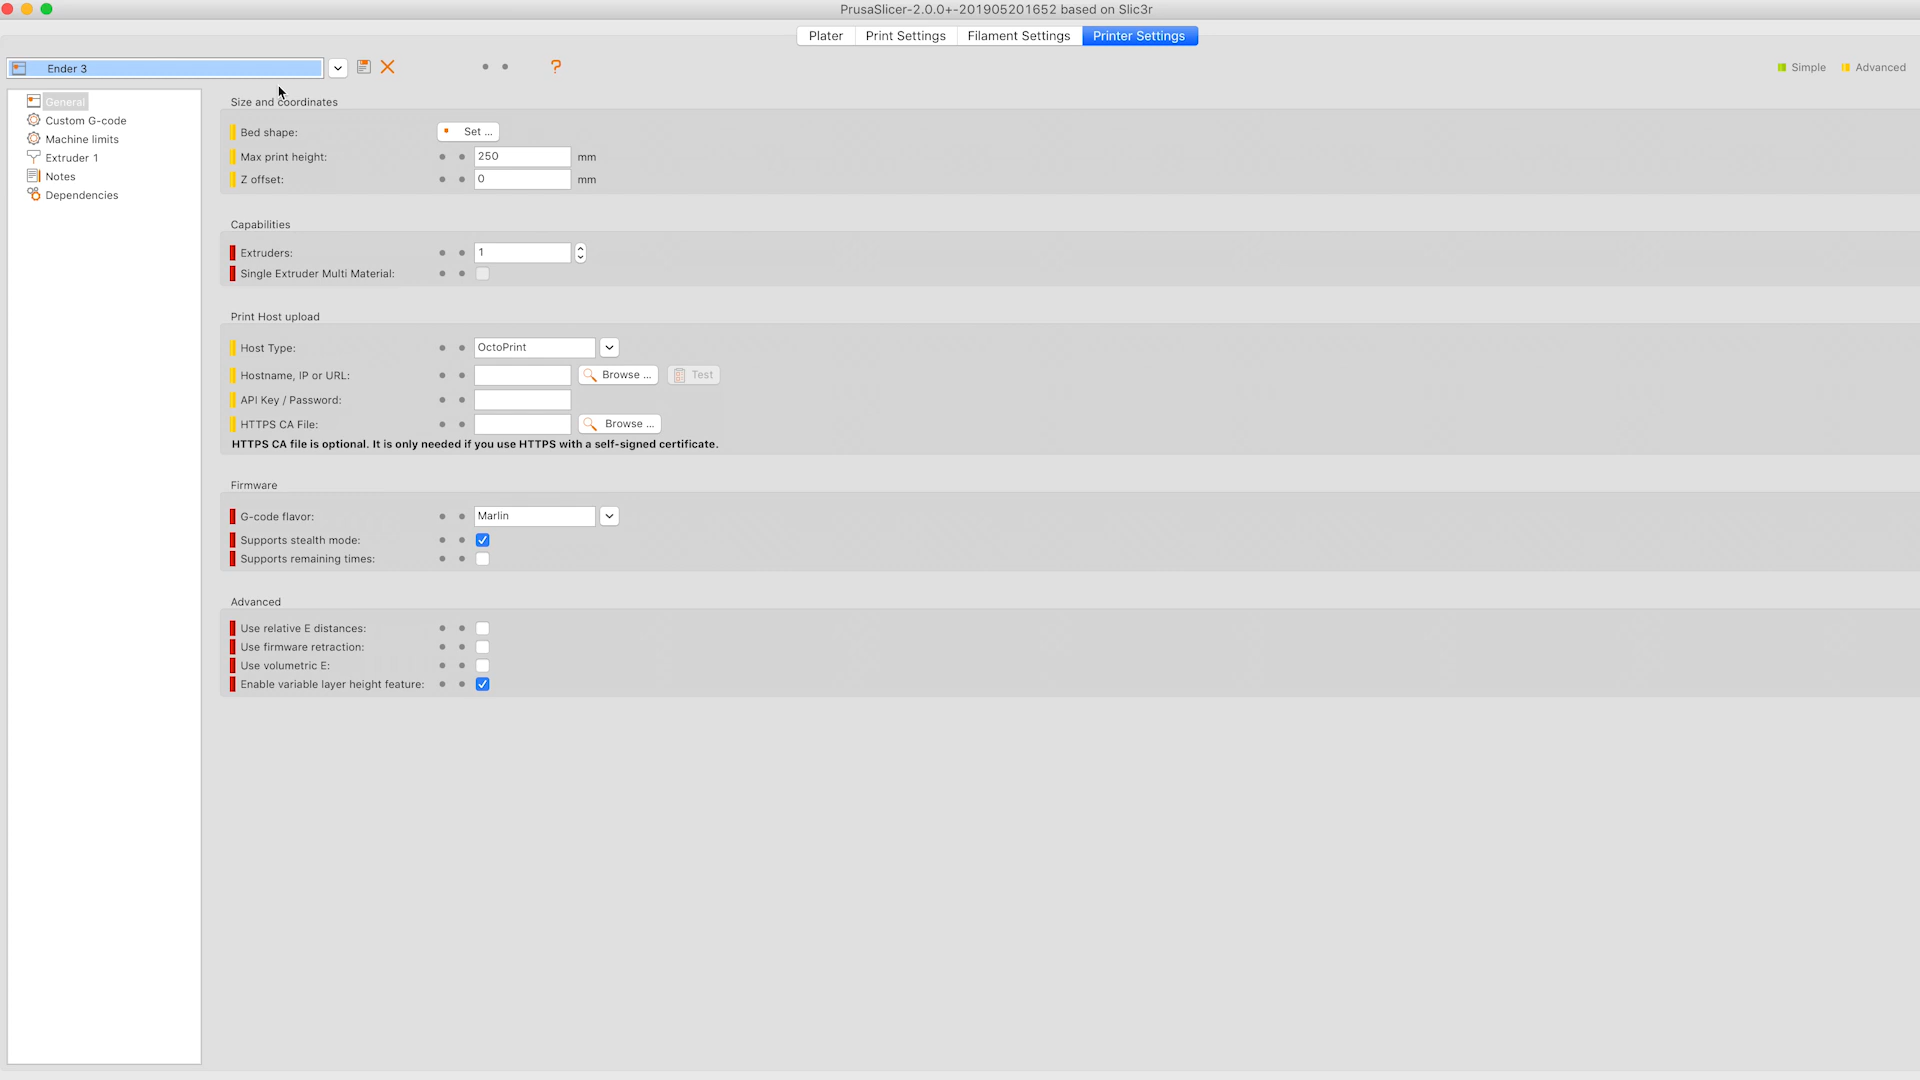 PrusaSlicer-2.0.0+-201905201652 based on Slic3r
Plater Print Settings Filament Settings Printer Settings
Ender 3 ? Simple Advanced
General
Custom G-code
Machine limits
Extruder 1
Notes
Dependencies
Size and coordinates
Bed shape: Set ...
Max print height: 250 mm
Z offset: 0 mm
Capabilities
Extruders: 1
Single Extruder Multi Material:
Print Host upload
Host Type: OctoPrint
Hostname, IP or URL: Browse ... Test
API Key / Password:
HTTPS CA File: Browse ...
HTTPS CA file is optional. It is only needed if you use HTTPS with a self-signed certificate.
Firmware
G-code flavor: Marlin
Supports stealth mode:
Supports remaining times:
Advanced
Use relative E distances:
Use firmware retraction:
Use volumetric E:
Enable variable layer height feature: